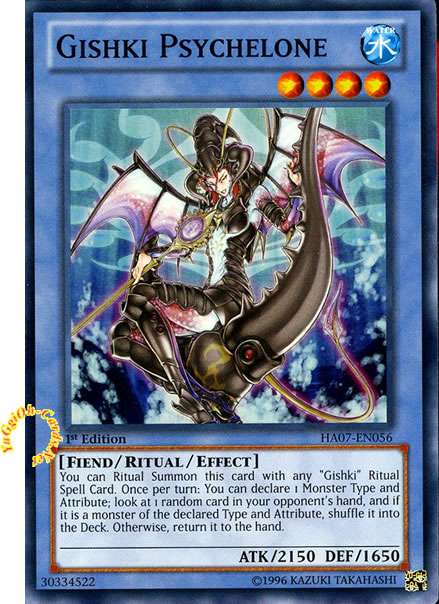 GISHKI PSYCHELONE
WATER
水
1st Edition
HA07-EN056
[FIEND/RITUAL/EFFECT]
You can Ritual Summon this card with any "Gishki" Ritual
Spell Card. Once per turn: You can declare 1 Monster Type and
Attribute; look at 1 random card in your opponent's hand, and if
it is a monster of the declared Type and Attribute, shuffle it into
the Deck. Otherwise, return it to the hand.
ATK/2150 DEF/1650
30334522
©1996 KAZUKI TAKAHASHI
YuGgiOh-CardsNer